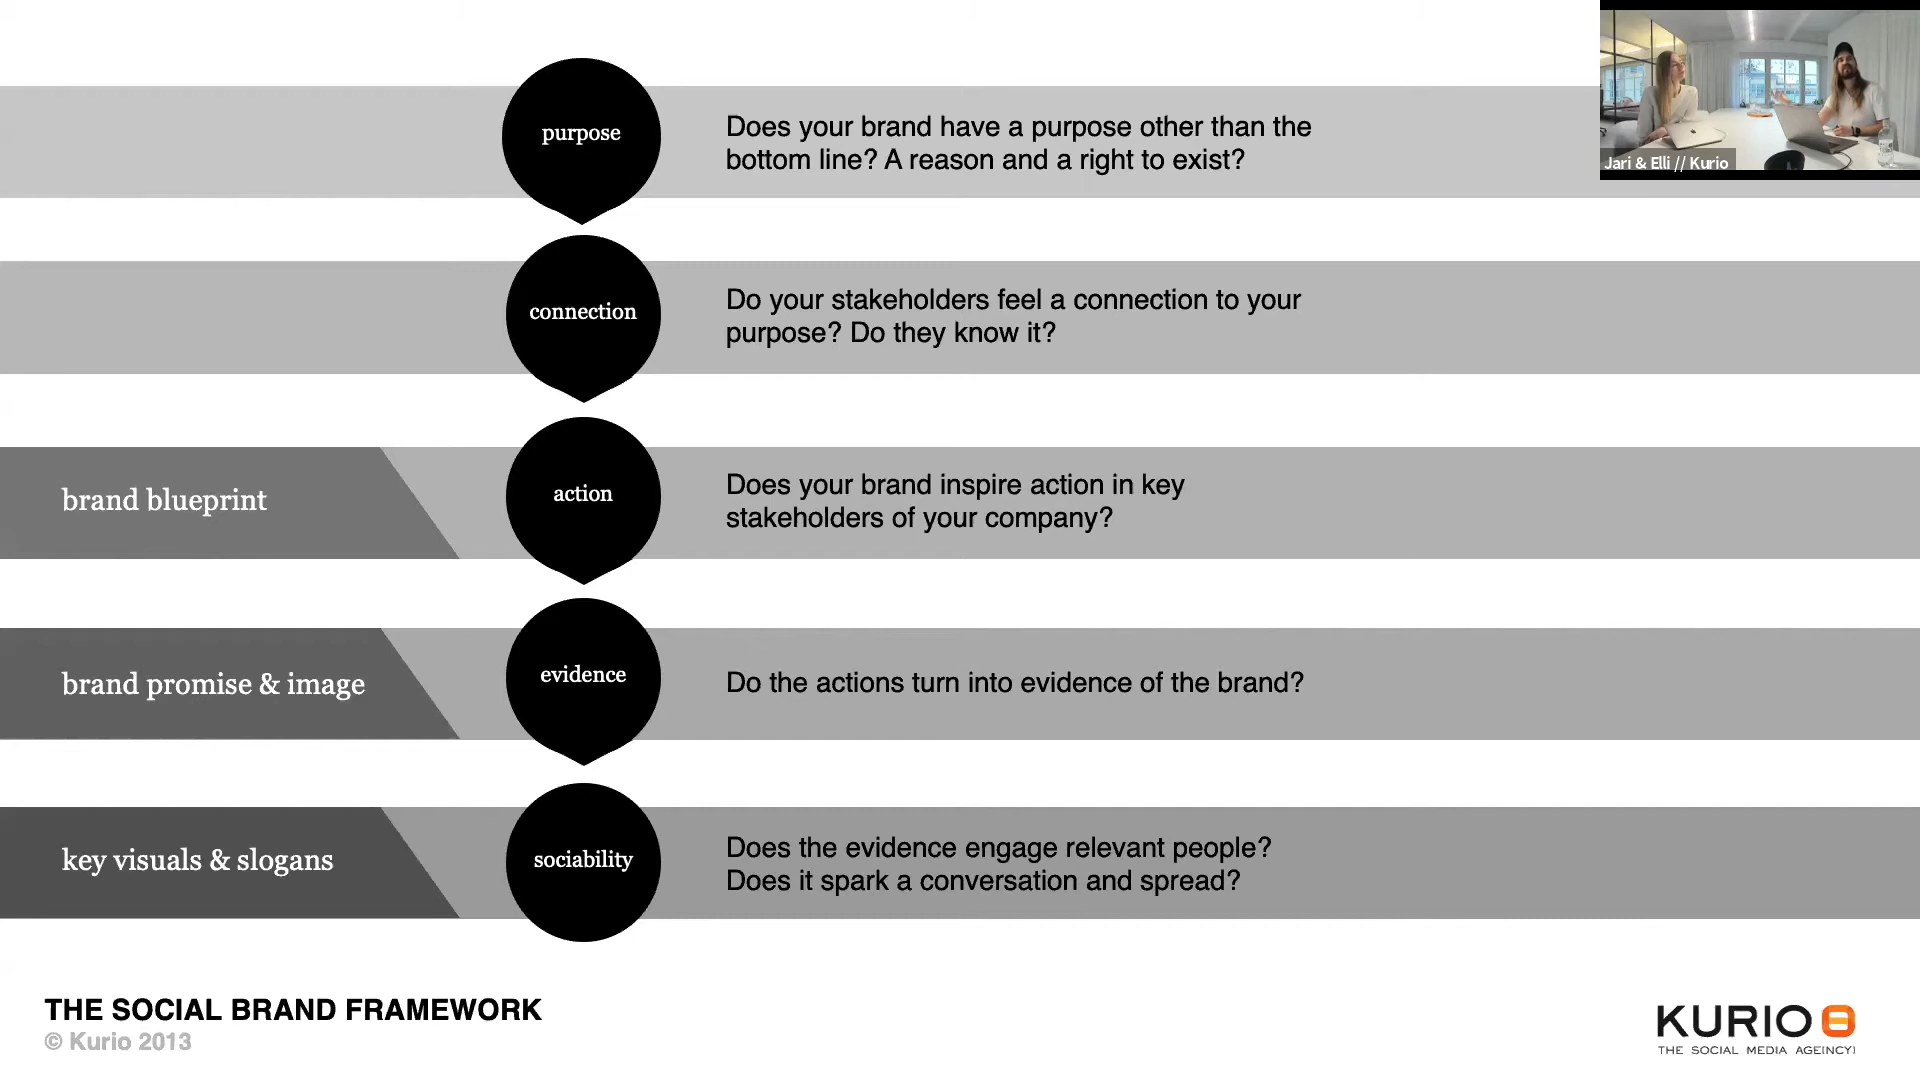 purpose
Does your brand have a purpose other than the
bottom line? A reason and a right to exist?
Jari & Elli // Kurio
connection
Do your stakeholders feel a connection to your
purpose? Do they know it?
brand blueprint
action
Does your brand inspire action in key
stakeholders of your company?
brand promise & image
evidence
Do the actions turn into evidence of the brand?
key visuals & slogans
sociability
Does the evidence engage relevant people?
Does it spark a conversation and spread?
THE SOCIAL BRAND FRAMEWORK
© Kurio 2013
KURIO
THE SOCIAL MEDIA AGE(NCY)